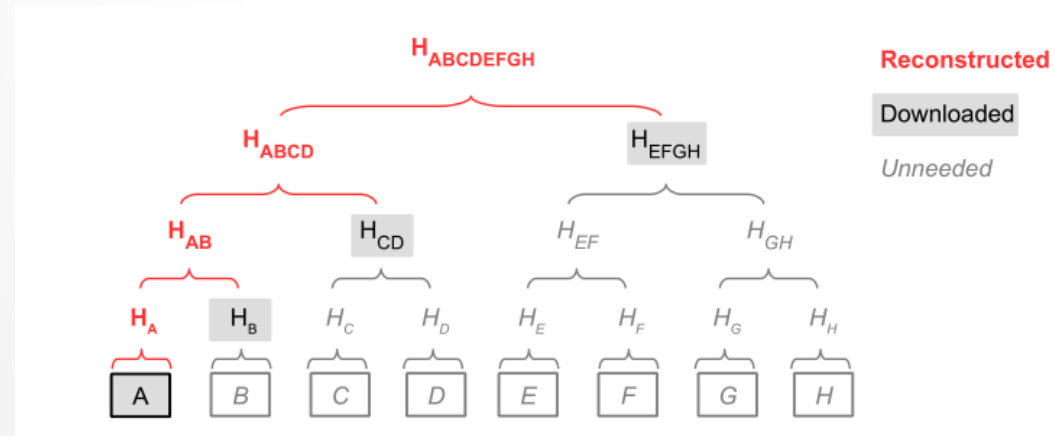 H_ABCDEFGH
Reconstructed
Downloaded
H_ABCD H_EFGH
Unneeded
H_AB H_CD H_EF H_GH
H_A H_B H_C H_D H_E H_F H_G H_H
A B C D E F G H